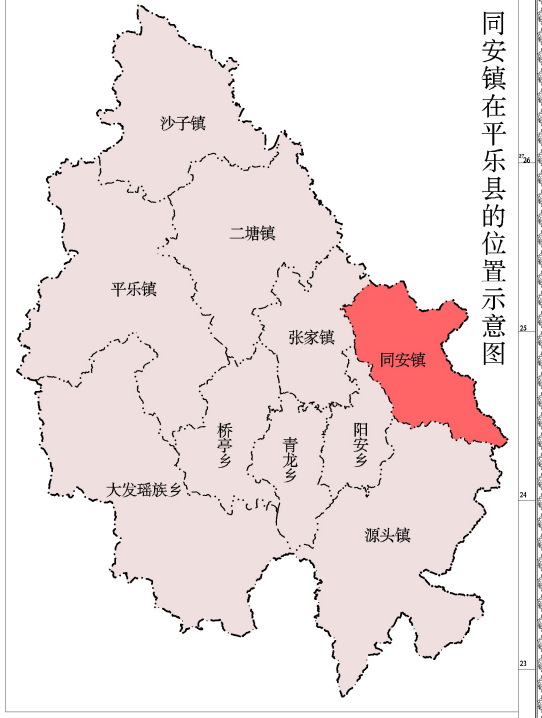 同安镇在平乐县的位置示意图
沙子镇
二塘镇
平乐镇
张家镇
同安镇
桥亭乡
青龙乡
阳安乡
大发瑶族乡
源头镇
26
25
24
23